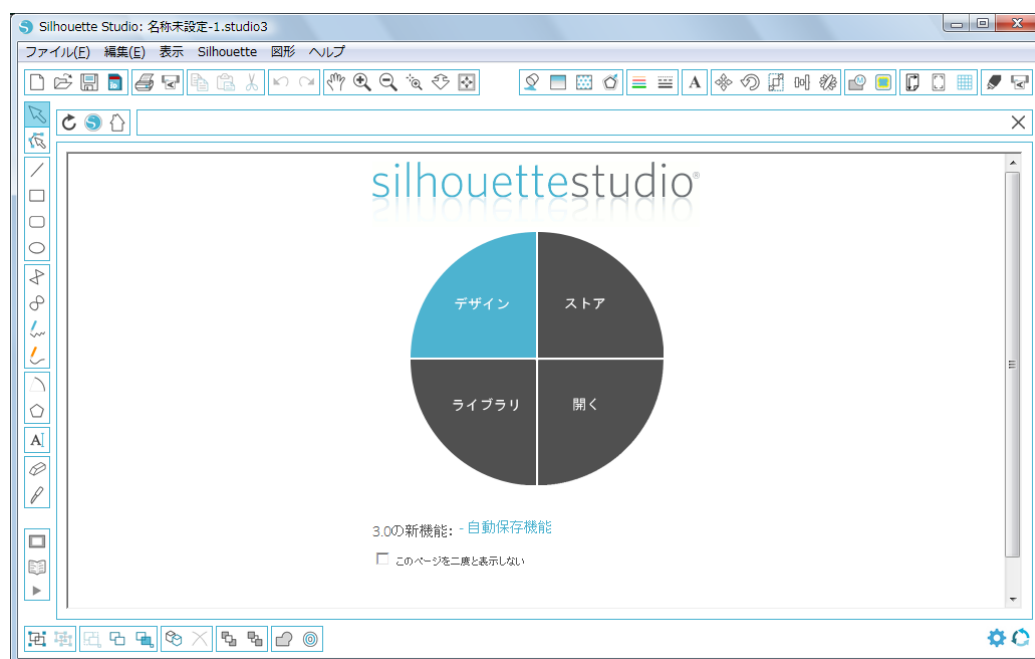 Silhouette Studio: 名称未設定-1.studio3
ファイル(F) 編集(E) 表示 Silhouette 図形 ヘルプ
silhouettestudio®
デザイン ストア
ライブラリ 開く
3.0の新機能: - 自動保存機能
このページを二度と表示しない